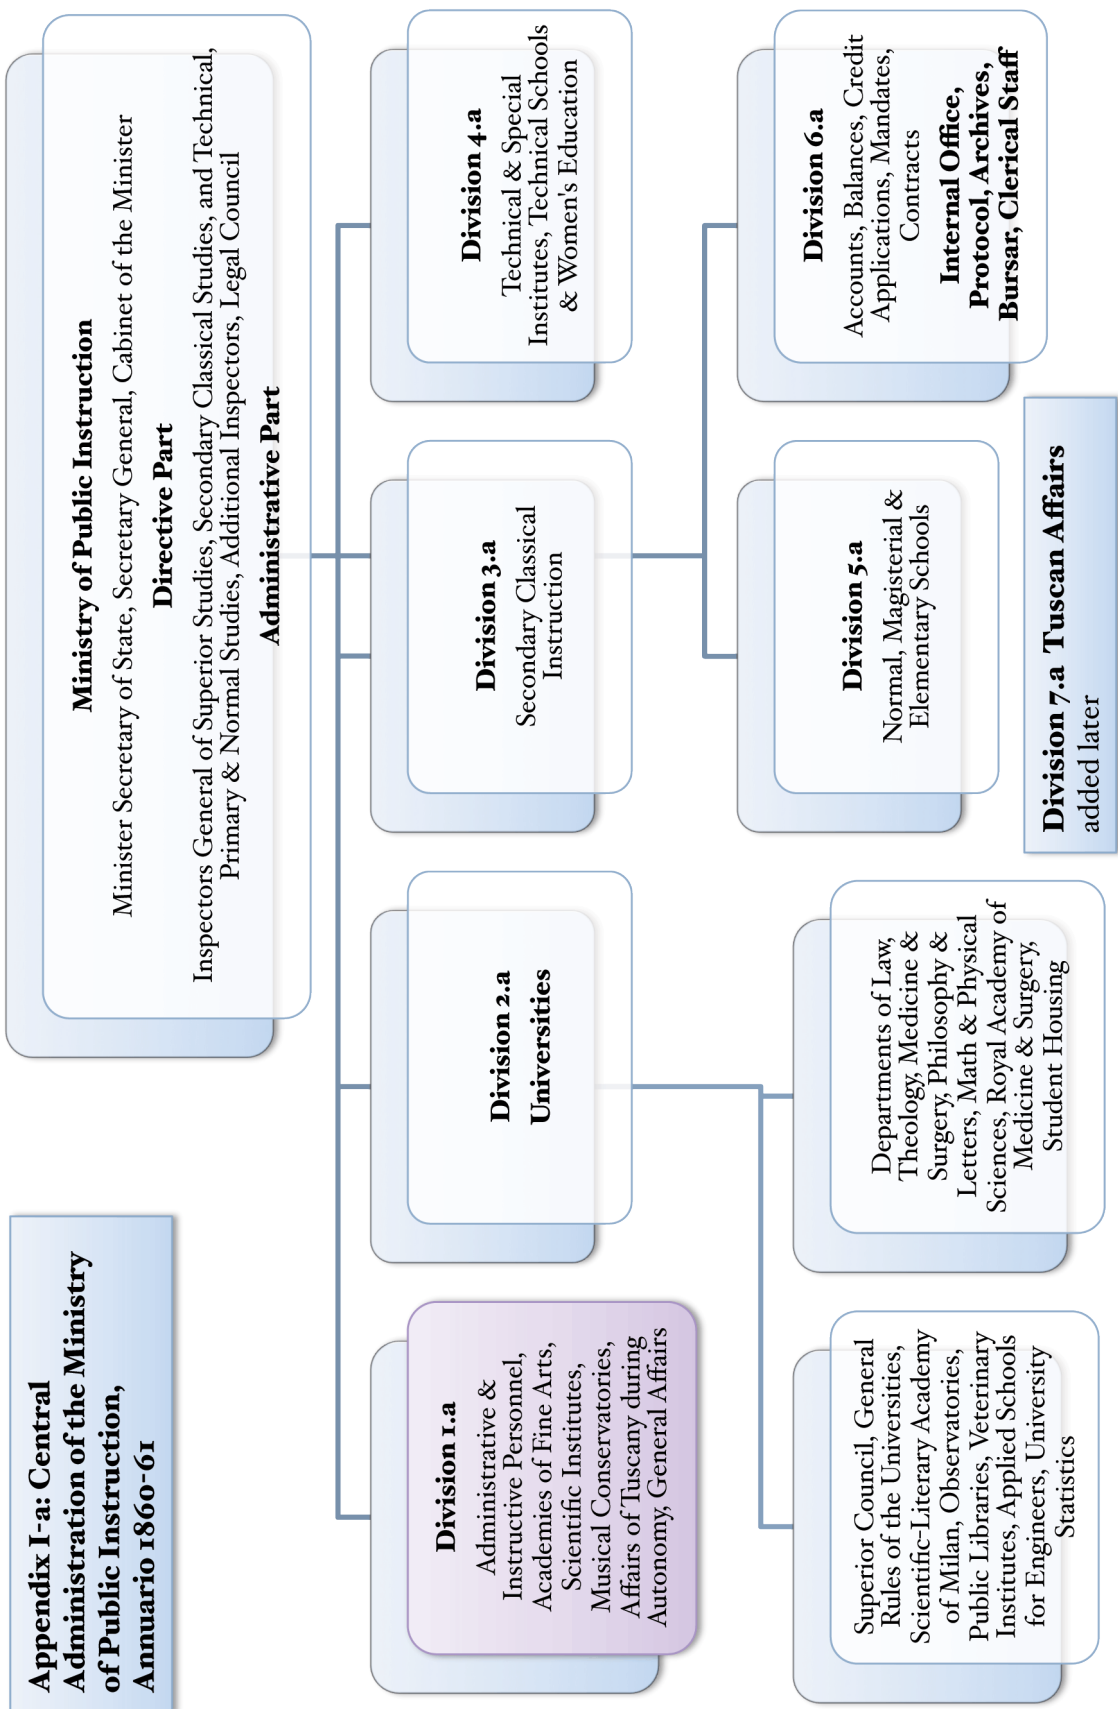 Appendix I-a: Central
Administration of the Ministry
of Public Instruction,
Annuario 1860-61
Ministry of Public Instruction
Minister Secretary of State, Secretary General, Cabinet of the Minister
Directive Part
Inspectors General of Superior Studies, Secondary Classical Studies, and Technical,
Primary & Normal Studies, Additional Inspectors, Legal Council
Administrative Part
Division 1.a
Administrative &
Instructive Personnel,
Academies of Fine Arts,
Scientific Institutes,
Musical Conservatories,
Affairs of Tuscany during
Autonomy, General Affairs
Division 2.a
Universities
Division 3.a
Secondary Classical
Instruction
Division 4.a
Technical & Special
Institutes, Technical Schools
& Women's Education
Superior Council, General
Rules of the Universities,
Scientific-Literary Academy
of Milan, Observatories,
Public Libraries, Veterinary
Institutes, Applied Schools
for Engineers, University
Statistics
Departments of Law,
Theology, Medicine &
Surgery, Philosophy &
Letters, Math & Physical
Sciences, Royal Academy of
Medicine & Surgery,
Student Housing
Division 5.a
Normal, Magisterial &
Elementary Schools
Division 6.a
Accounts, Balances, Credit
Applications, Mandates,
Contracts
Internal Office,
Protocol, Archives,
Bursar, Clerical Staff
Division 7.a Tuscan Affairs
added later